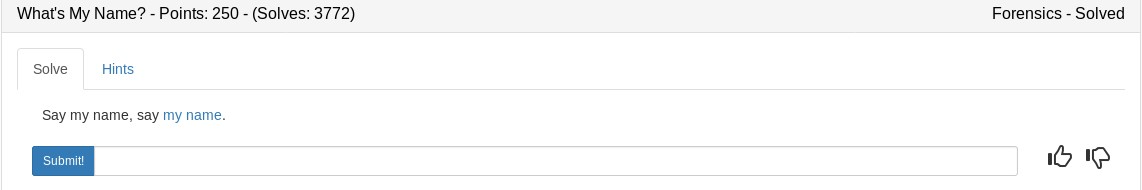 What's My Name? - Points: 250 - (Solves: 3772) Forensics - Solved
Solve Hints
Say my name, say my name.
Submit!